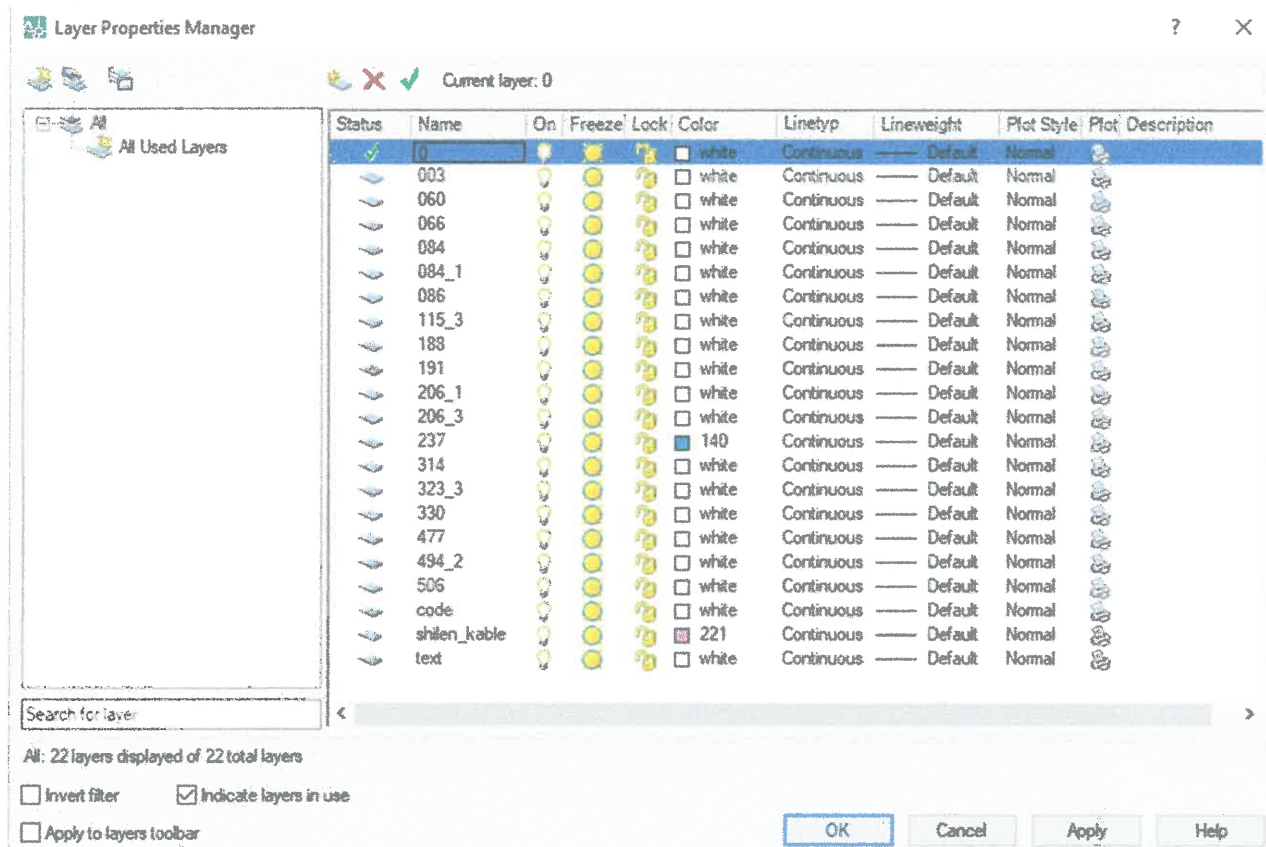 Layer Properties Manager ? ×
Current layer: 0
All
All Used Layers
Status Name On Freeze Lock Color Linetyp Lineweight Plot Style Plot Description
0 white Continuous Default Normal
003 white Continuous Default Normal
060 white Continuous Default Normal
066 white Continuous Default Normal
084 white Continuous Default Normal
084_1 white Continuous Default Normal
086 white Continuous Default Normal
115_3 white Continuous Default Normal
188 white Continuous Default Normal
191 white Continuous Default Normal
206_1 white Continuous Default Normal
206_3 white Continuous Default Normal
237 140 Continuous Default Normal
314 white Continuous Default Normal
323_3 white Continuous Default Normal
330 white Continuous Default Normal
477 white Continuous Default Normal
494_2 white Continuous Default Normal
506 white Continuous Default Normal
code white Continuous Default Normal
shilen_kable 221 Continuous Default Normal
text white Continuous Default Normal
Search for layer
All: 22 layers displayed of 22 total layers
Invert filter Indicate layers in use
Apply to layers toolbar
OK Cancel Apply Help